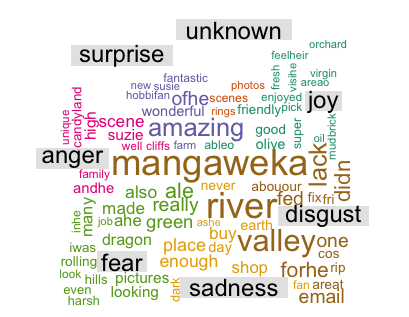 unknown
surprise
orchard
feelheir
fantastic
fresh
visihe
virgin
new susie
areao
candyland
hobbifan
ofhe
scenes
photos
enjoyed
joy
unique
high
scene
wonderful
rings
friendly
pick
suzie
amazing
good
super
oil
mudbrick
well cliffs
farm
ableo
olive
anger
mangaweka
lack
didn
family
andhe
never
abouour
also
ale
fed
fix
fri
many
made
really
river
disgust
inhe
job
ahe
green
ashe
earth
buy
dragon
place
day
valley
one
iwas
cos
rolling
fear
enough
shop
forhe
rip
look
hills
pictures
dark
sadness
fan
areat
even
looking
email
harsh